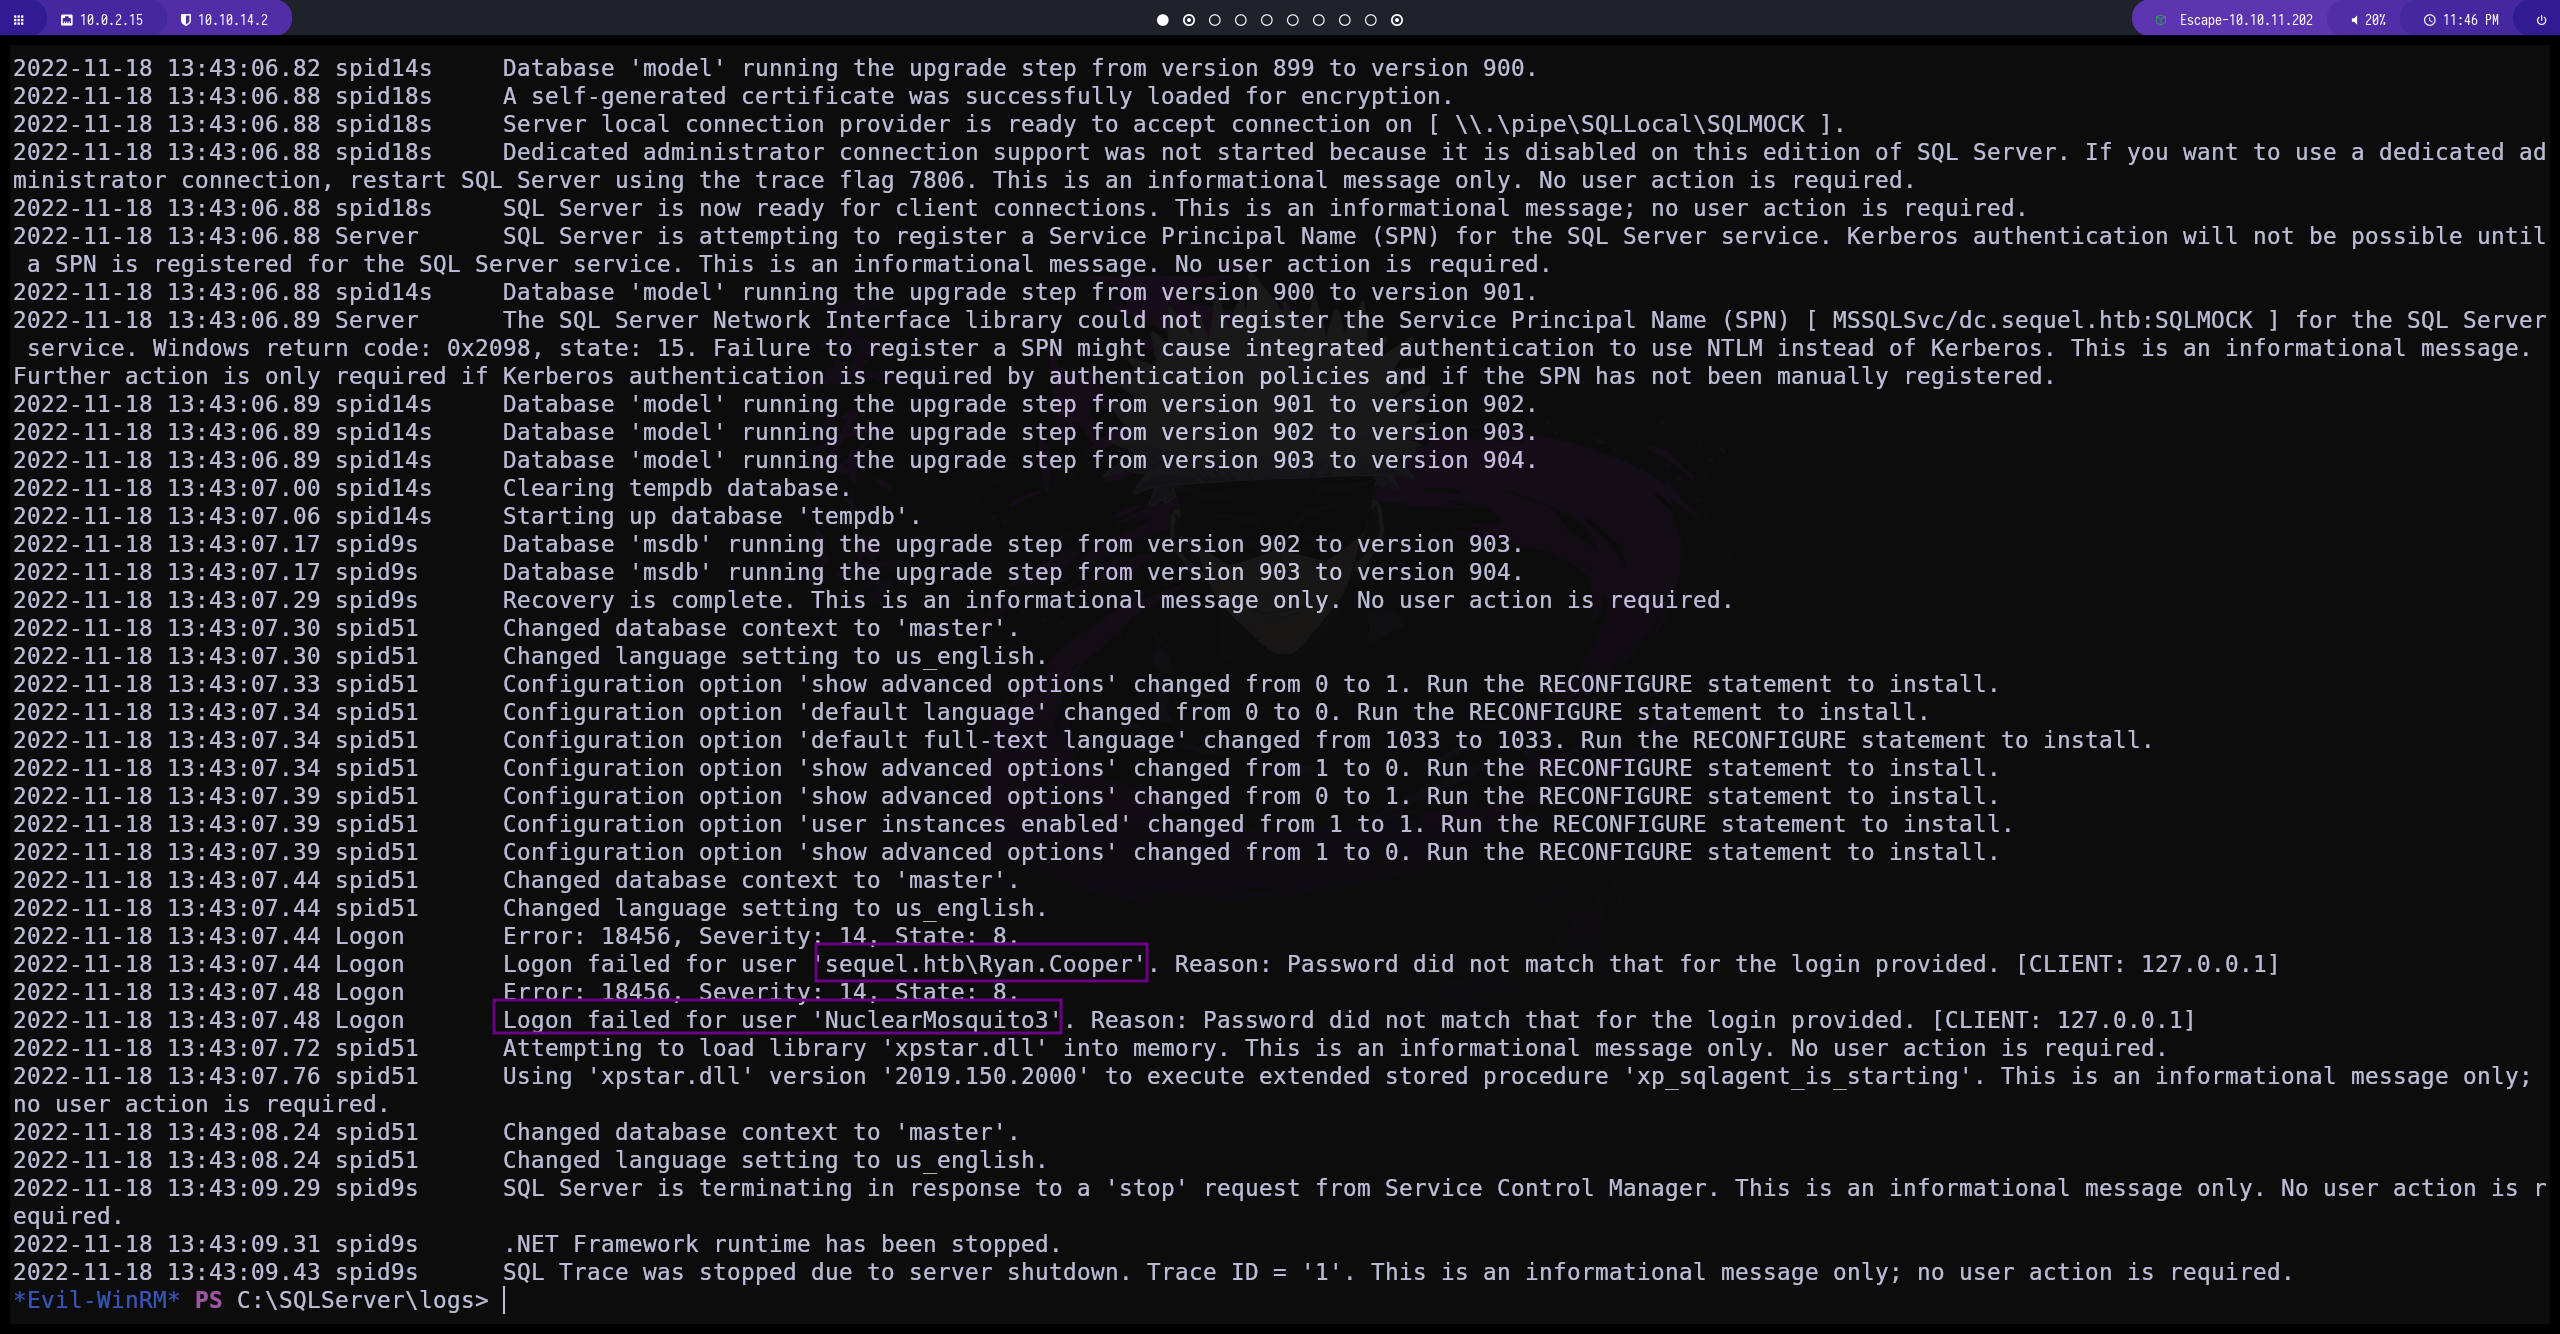 10.0.2.15 10.10.14.2 Escape-10.10.11.202 20% 11:46 PM
2022-11-18 13:43:06.82 spid14s     Database 'model' running the upgrade step from version 899 to version 900.
2022-11-18 13:43:06.88 spid18s     A self-generated certificate was successfully loaded for encryption.
2022-11-18 13:43:06.88 spid18s     Server local connection provider is ready to accept connection on [ \\.\pipe\SQLLocal\SQLMOCK ].
2022-11-18 13:43:06.88 spid18s     Dedicated administrator connection support was not started because it is disabled on this edition of SQL Server. If you want to use a dedicated ad
ministrator connection, restart SQL Server using the trace flag 7806. This is an informational message only. No user action is required.
2022-11-18 13:43:06.88 spid18s     SQL Server is now ready for client connections. This is an informational message; no user action is required.
2022-11-18 13:43:06.88 Server      SQL Server is attempting to register a Service Principal Name (SPN) for the SQL Server service. Kerberos authentication will not be possible until
 a SPN is registered for the SQL Server service. This is an informational message. No user action is required.
2022-11-18 13:43:06.88 spid14s     Database 'model' running the upgrade step from version 900 to version 901.
2022-11-18 13:43:06.89 Server      The SQL Server Network Interface library could not register the Service Principal Name (SPN) [ MSSQLSvc/dc.sequel.htb:SQLMOCK ] for the SQL Server
 service. Windows return code: 0x2098, state: 15. Failure to register a SPN might cause integrated authentication to use NTLM instead of Kerberos. This is an informational message.
Further action is only required if Kerberos authentication is required by authentication policies and if the SPN has not been manually registered.
2022-11-18 13:43:06.89 spid14s     Database 'model' running the upgrade step from version 901 to version 902.
2022-11-18 13:43:06.89 spid14s     Database 'model' running the upgrade step from version 902 to version 903.
2022-11-18 13:43:06.89 spid14s     Database 'model' running the upgrade step from version 903 to version 904.
2022-11-18 13:43:07.00 spid14s     Clearing tempdb database.
2022-11-18 13:43:07.06 spid14s     Starting up database 'tempdb'.
2022-11-18 13:43:07.17 spid9s      Database 'msdb' running the upgrade step from version 902 to version 903.
2022-11-18 13:43:07.17 spid9s      Database 'msdb' running the upgrade step from version 903 to version 904.
2022-11-18 13:43:07.29 spid9s      Recovery is complete. This is an informational message only. No user action is required.
2022-11-18 13:43:07.30 spid51      Changed database context to 'master'.
2022-11-18 13:43:07.30 spid51      Changed language setting to us_english.
2022-11-18 13:43:07.33 spid51      Configuration option 'show advanced options' changed from 0 to 1. Run the RECONFIGURE statement to install.
2022-11-18 13:43:07.34 spid51      Configuration option 'default language' changed from 0 to 0. Run the RECONFIGURE statement to install.
2022-11-18 13:43:07.34 spid51      Configuration option 'default full-text language' changed from 1033 to 1033. Run the RECONFIGURE statement to install.
2022-11-18 13:43:07.34 spid51      Configuration option 'show advanced options' changed from 1 to 0. Run the RECONFIGURE statement to install.
2022-11-18 13:43:07.39 spid51      Configuration option 'show advanced options' changed from 0 to 1. Run the RECONFIGURE statement to install.
2022-11-18 13:43:07.39 spid51      Configuration option 'user instances enabled' changed from 1 to 1. Run the RECONFIGURE statement to install.
2022-11-18 13:43:07.39 spid51      Configuration option 'show advanced options' changed from 1 to 0. Run the RECONFIGURE statement to install.
2022-11-18 13:43:07.44 spid51      Changed database context to 'master'.
2022-11-18 13:43:07.44 spid51      Changed language setting to us_english.
2022-11-18 13:43:07.44 Logon       Error: 18456, Severity: 14, State: 8.
2022-11-18 13:43:07.44 Logon       Logon failed for user 'sequel.htb\Ryan.Cooper'. Reason: Password did not match that for the login provided. [CLIENT: 127.0.0.1]
2022-11-18 13:43:07.48 Logon       Error: 18456, Severity: 14, State: 8.
2022-11-18 13:43:07.48 Logon       Logon failed for user 'NuclearMosquito3'. Reason: Password did not match that for the login provided. [CLIENT: 127.0.0.1]
2022-11-18 13:43:07.72 spid51      Attempting to load library 'xpstar.dll' into memory. This is an informational message only. No user action is required.
2022-11-18 13:43:07.76 spid51      Using 'xpstar.dll' version '2019.150.2000' to execute extended stored procedure 'xp_sqlagent_is_starting'. This is an informational message only;
no user action is required.
2022-11-18 13:43:08.24 spid51      Changed database context to 'master'.
2022-11-18 13:43:08.24 spid51      Changed language setting to us_english.
2022-11-18 13:43:09.29 spid9s      SQL Server is terminating in response to a 'stop' request from Service Control Manager. This is an informational message only. No user action is r
equired.
2022-11-18 13:43:09.31 spid9s      .NET Framework runtime has been stopped.
2022-11-18 13:43:09.43 spid9s      SQL Trace was stopped due to server shutdown. Trace ID = '1'. This is an informational message only; no user action is required.
*Evil-WinRM* PS C:\SQLServer\logs>